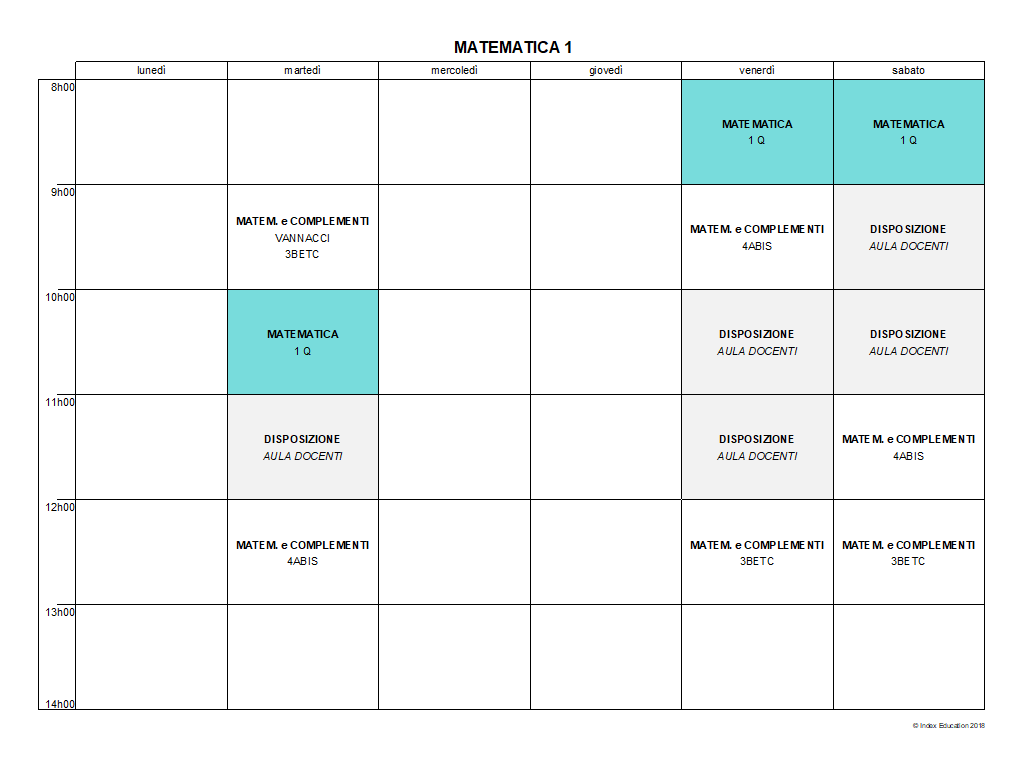 MATEMATICA 1
lunedì martedì mercoledì giovedì venerdì sabato
8h00
MATEMATICA MATEMATICA
1 Q 1 Q
9h00
MATEM. e COMPLEMENTI
VANNACCI
3BETC
MATEM. e COMPLEMENTI
4ABIS
DISPOSIZIONE
AULA DOCENTI
10h00
MATEMATICA
1 Q
DISPOSIZIONE
AULA DOCENTI
DISPOSIZIONE
AULA DOCENTI
11h00
DISPOSIZIONE
AULA DOCENTI
DISPOSIZIONE
AULA DOCENTI
MATEM. e COMPLEMENTI
4ABIS
12h00
MATEM. e COMPLEMENTI
4ABIS
MATEM. e COMPLEMENTI
3BETC
MATEM. e COMPLEMENTI
3BETC
13h00
14h00
© Index Education 2018